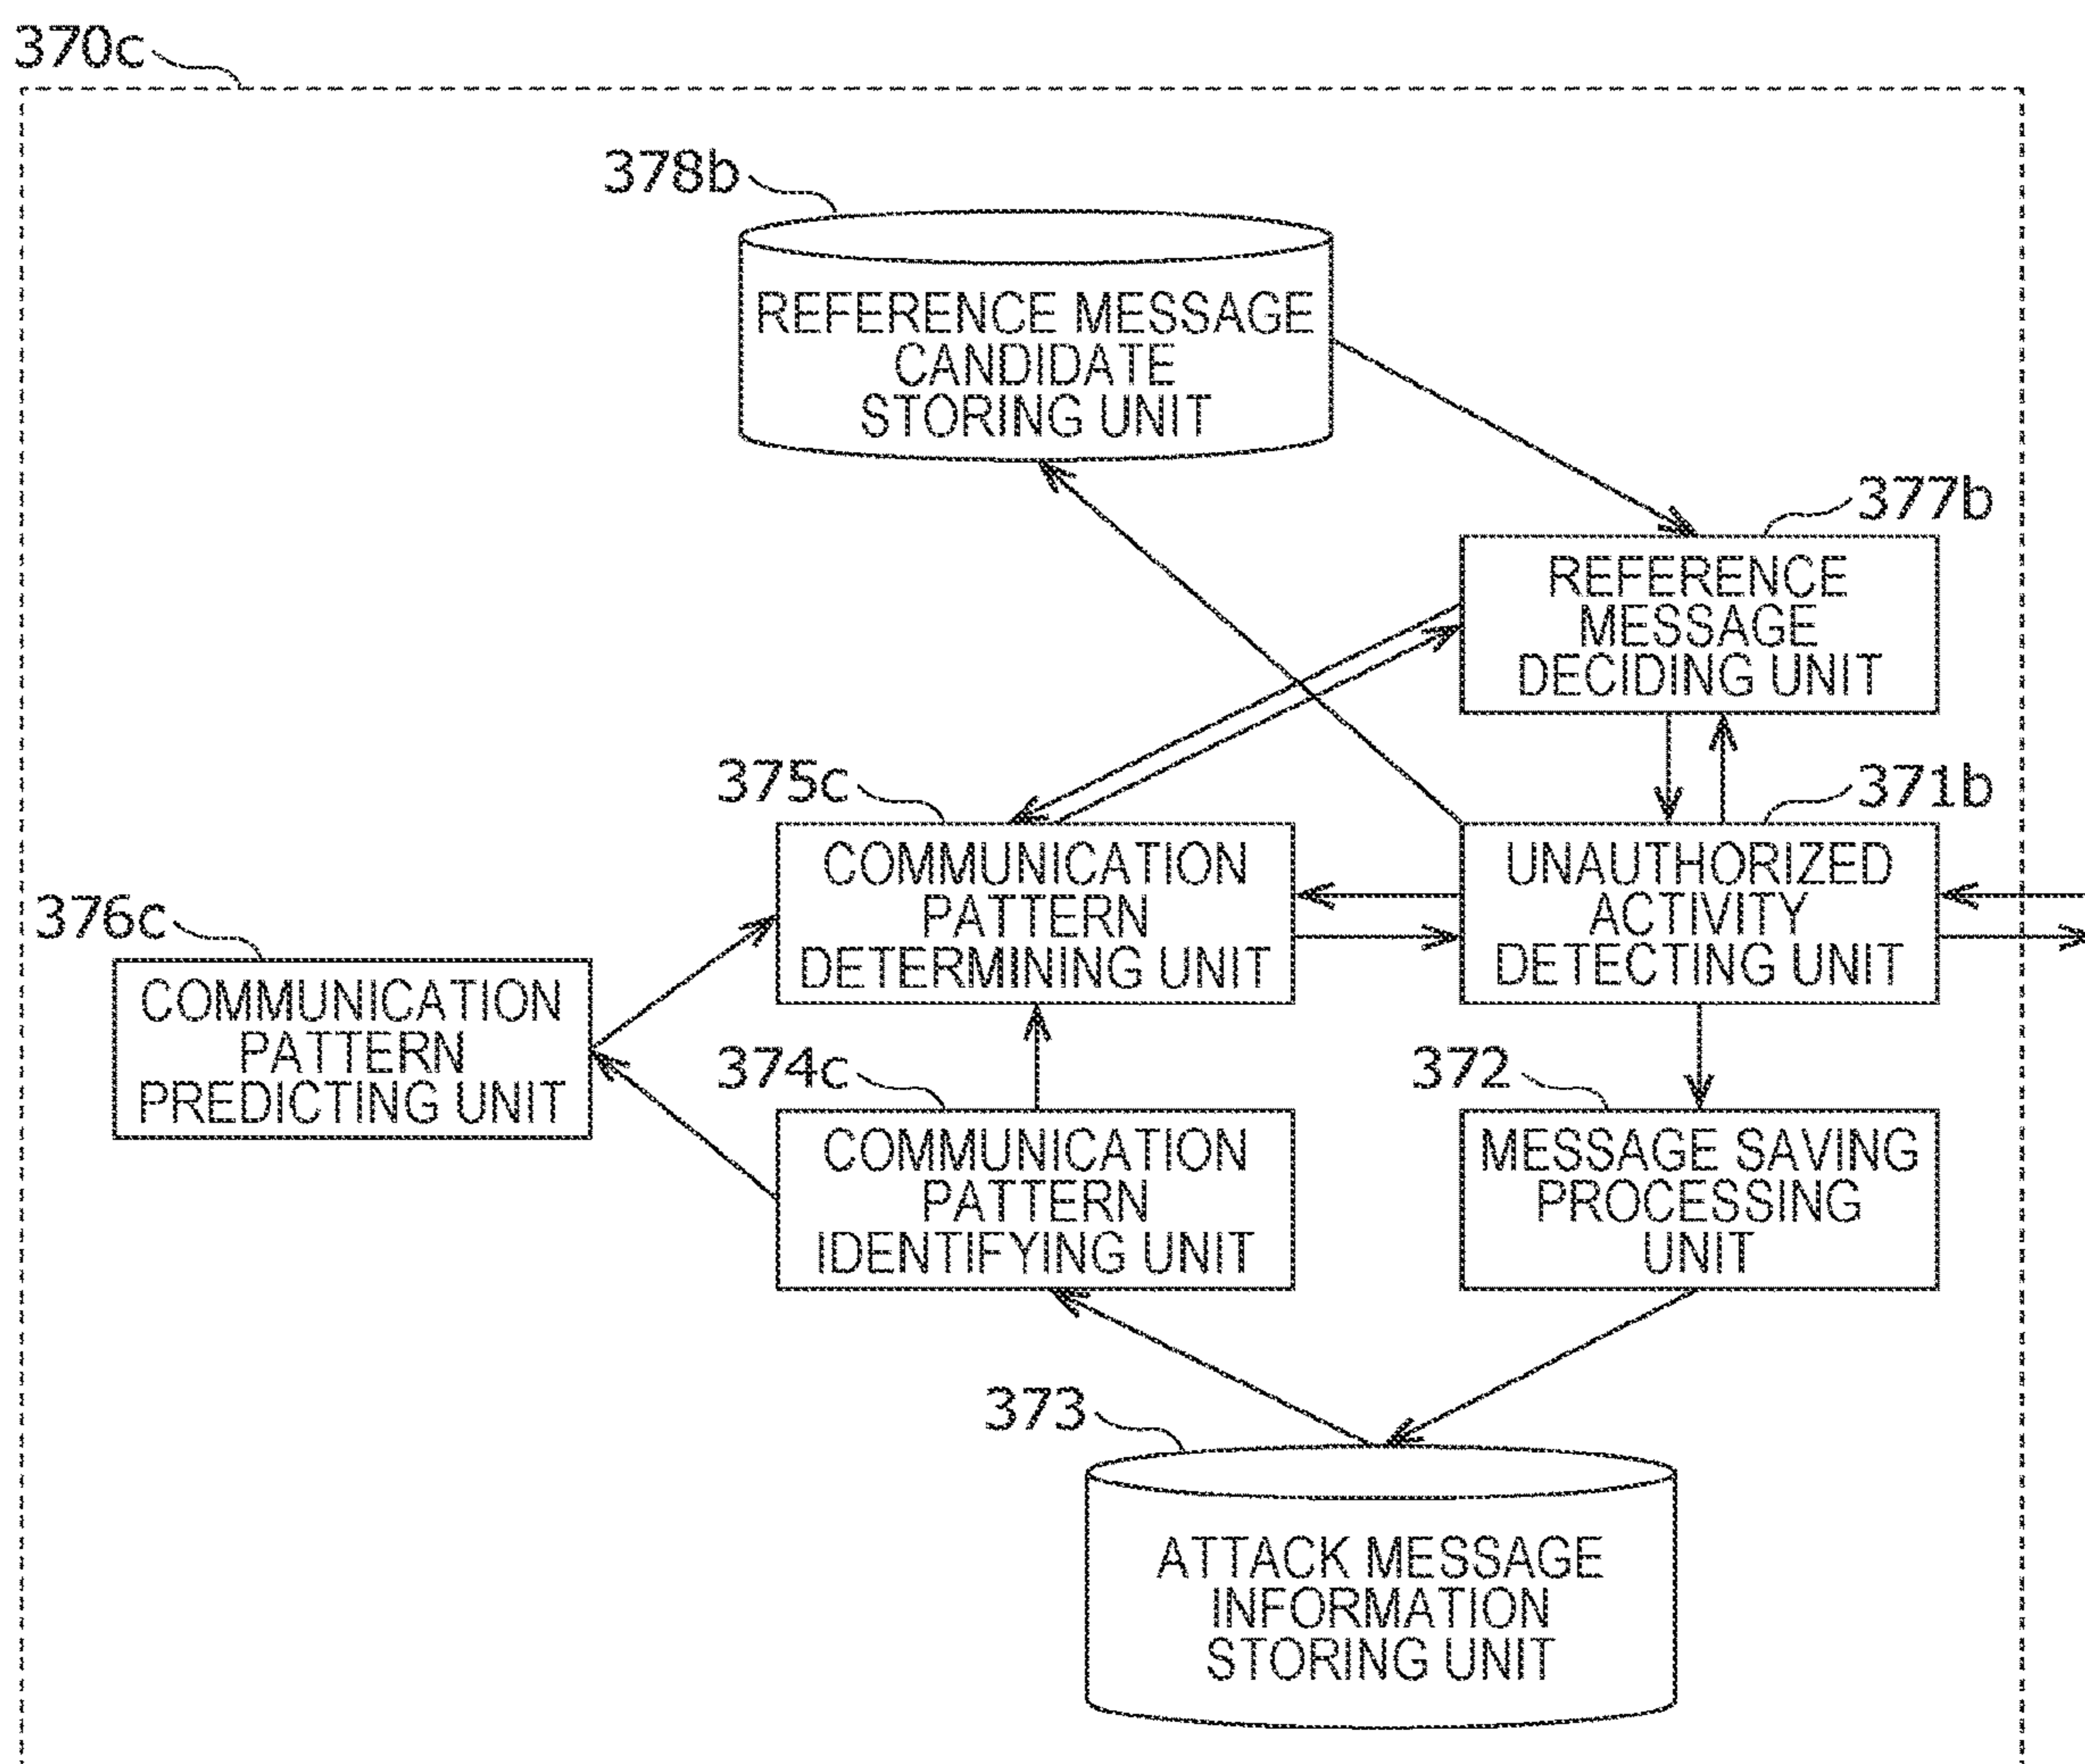 370c
378b
REFERENCE MESSAGE
CANDIDATE
STORING UNIT
377b
REFERENCE
MESSAGE
DECIDING UNIT
375c
COMMUNICATION
PATTERN
DETERMINING UNIT
371b
UNAUTHORIZED
ACTIVITY
DETECTING UNIT
376c
COMMUNICATION
PATTERN
PREDICTING UNIT
374c
COMMUNICATION
PATTERN
IDENTIFYING UNIT
372
MESSAGE SAVING
PROCESSING
UNIT
373
ATTACK MESSAGE
INFORMATION
STORING UNIT